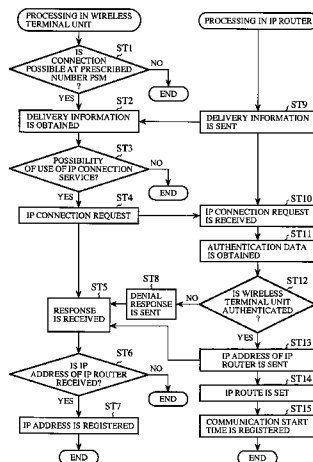 PROCESSING IN WIRELESS
TERMINAL UNIT
ST1
IS
CONNECTION
POSSIBLE AT PRESCRIBED
NUMBER PSM
?
NO
END
YES
ST2
DELIVERY INFORMATION
IS OBTAINED
ST3
POSSIBILITY
OF USE OF IP CONNECTION
SERVICE?
NO
END
YES
ST4
IP CONNECTION REQUEST
ST5
RESPONSE
IS RECEIVED
ST6
IS IP
ADDRESS OF IP ROUTER
RECEIVED?
NO
END
YES
ST7
IP ADDRESS IS REGISTERED
END
PROCESSING IN IP ROUTER
ST9
DELIVERY INFORMATION
IS SENT
ST10
IP CONNECTION REQUEST
IS RECEIVED
ST11
AUTHENTICATION DATA
IS OBTAINED
ST12
IS WIRELESS
TERMINAL UNIT
AUTHENTICATED
?
NO
ST8
DENIAL
RESPONSE
IS SENT
YES
ST13
IP ADDRESS OF IP
ROUTER IS SENT
ST14
IP ROUTE IS SET
ST15
COMMUNICATION START
TIME IS REGISTERED
END